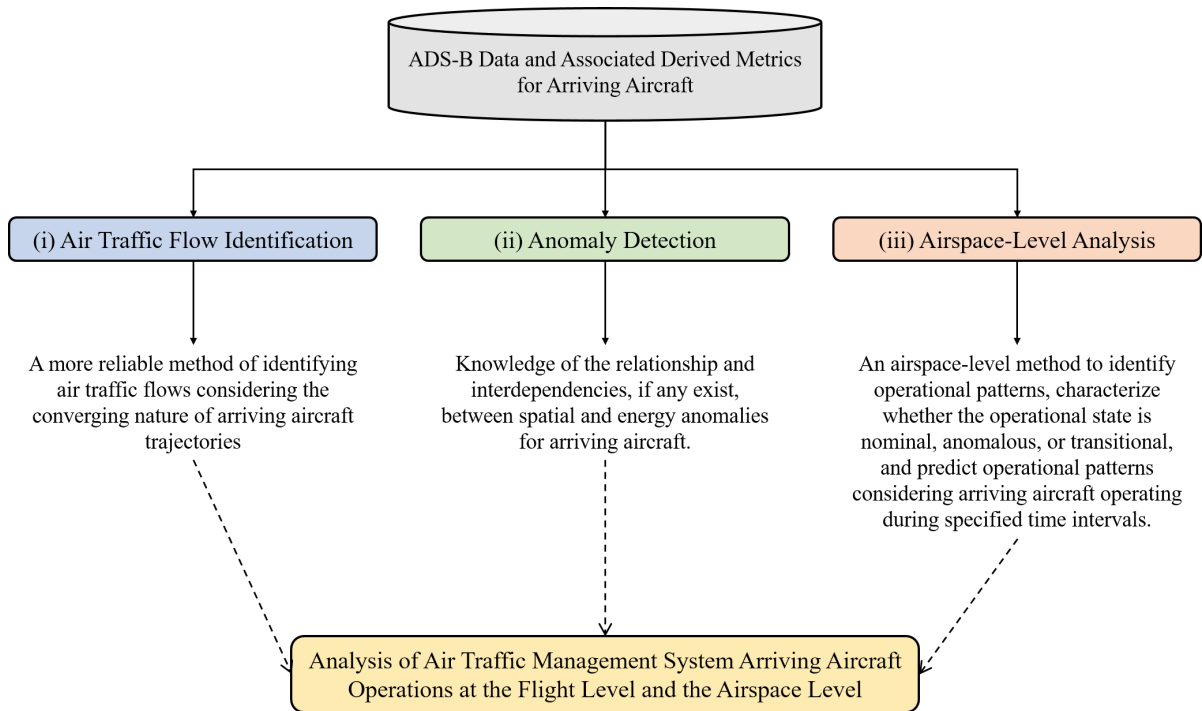 ADS-B Data and Associated Derived Metrics
for Arriving Aircraft
(i) Air Traffic Flow Identification
(ii) Anomaly Detection
(iii) Airspace-Level Analysis
A more reliable method of identifying
air traffic flows considering the
converging nature of arriving aircraft
trajectories
Knowledge of the relationship and
interdependencies, if any exist,
between spatial and energy anomalies
for arriving aircraft.
An airspace-level method to identify
operational patterns, characterize
whether the operational state is
nominal, anomalous, or transitional,
and predict operational patterns
considering arriving aircraft operating
during specified time intervals.
Analysis of Air Traffic Management System Arriving Aircraft
Operations at the Flight Level and the Airspace Level